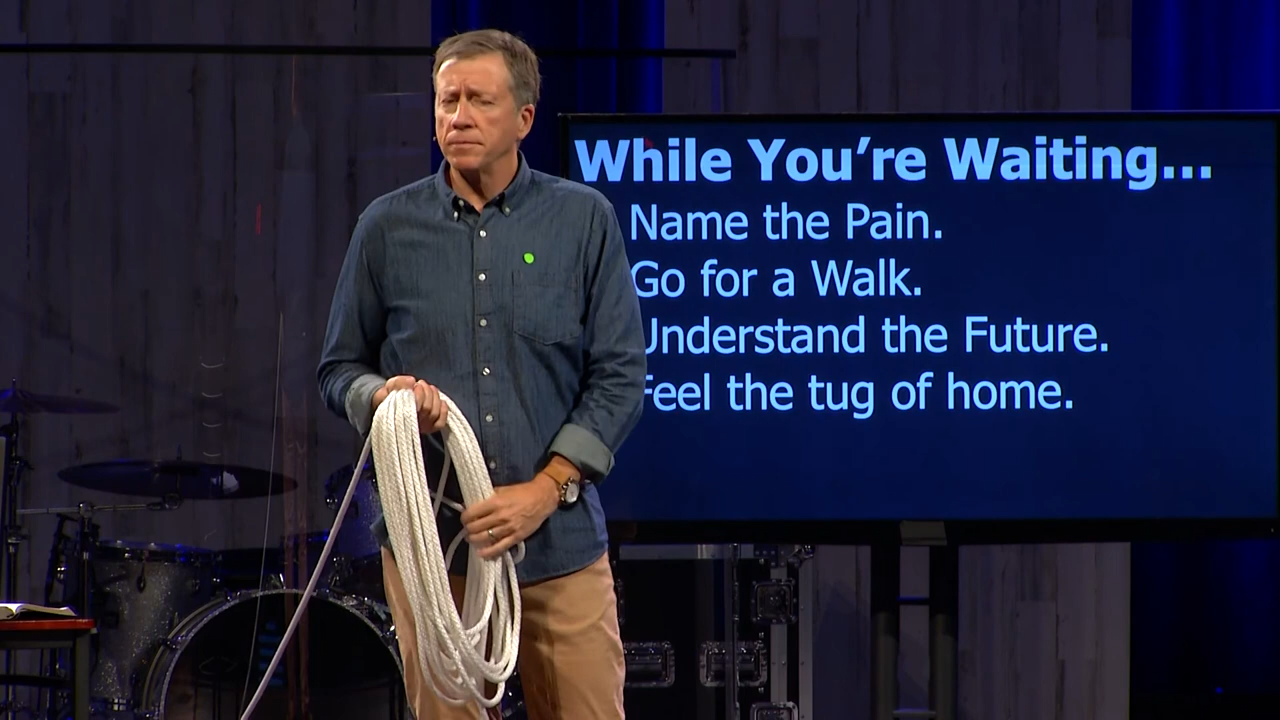 While You're Waiting...
Name the Pain.
Go for a Walk.
Understand the Future.
Feel the tug of home.